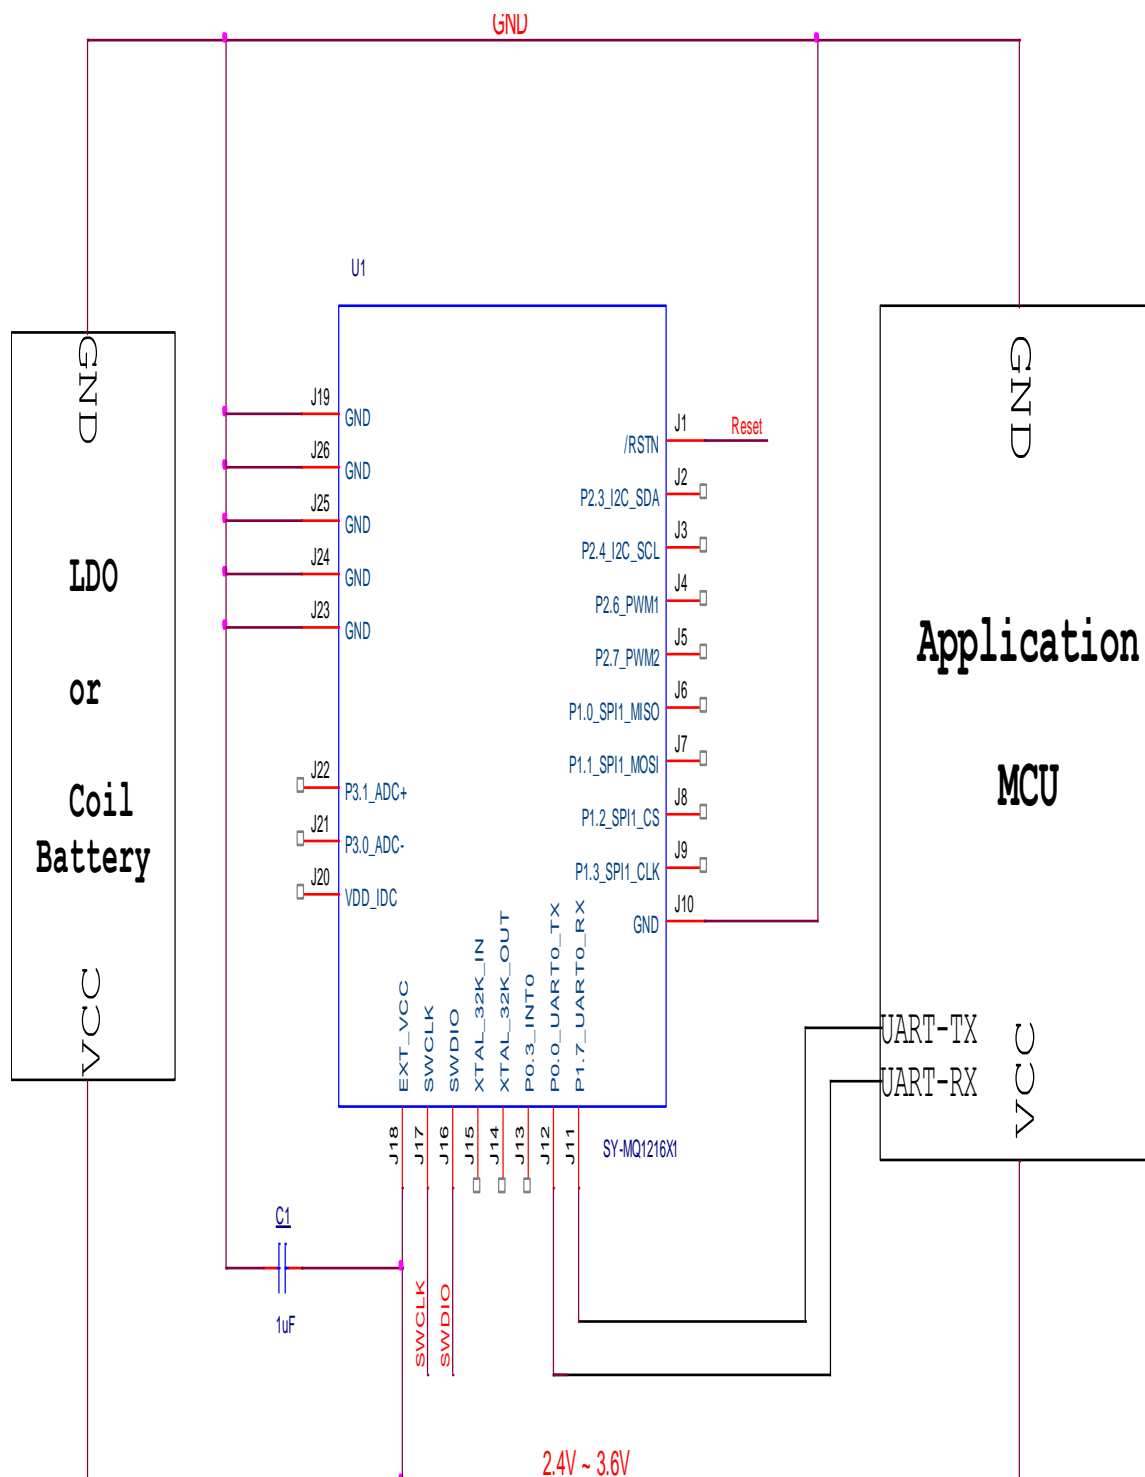 GND
U1
GND
LDO
or
Coil
Battery
VCC
J19
GND
J26
GND
J25
GND
J24
GND
J23
GND
J22
P3.1_ADC+
J21
P3.0_ADC-
J20
VDD_IDC
J1
/RSTN
Reset
J2
P2.3_I2C_SDA
J3
P2.4_I2C_SCL
J4
P2.6_PWM1
J5
P2.7_PWM2
J6
P1.0_SPI1_MISO
J7
P1.1_SPI1_MOSI
J8
P1.2_SPI1_CS
J9
P1.3_SPI1_CLK
J10
GND
EXT_VCC
SWCLK
SWDIO
XTAL_32K_IN
XTAL_32K_OUT
P0.3_INT0
P0.0_UART0_TX
P1.7_UART0_RX
J18
J17
J16
J15
J14
J13
J12
J11
SY-MQ1216X1
GND
Application
MCU
UART-TX
UART-RX
VCC
C1
1uF
SWCLK
SWDIO
2.4V ~ 3.6V